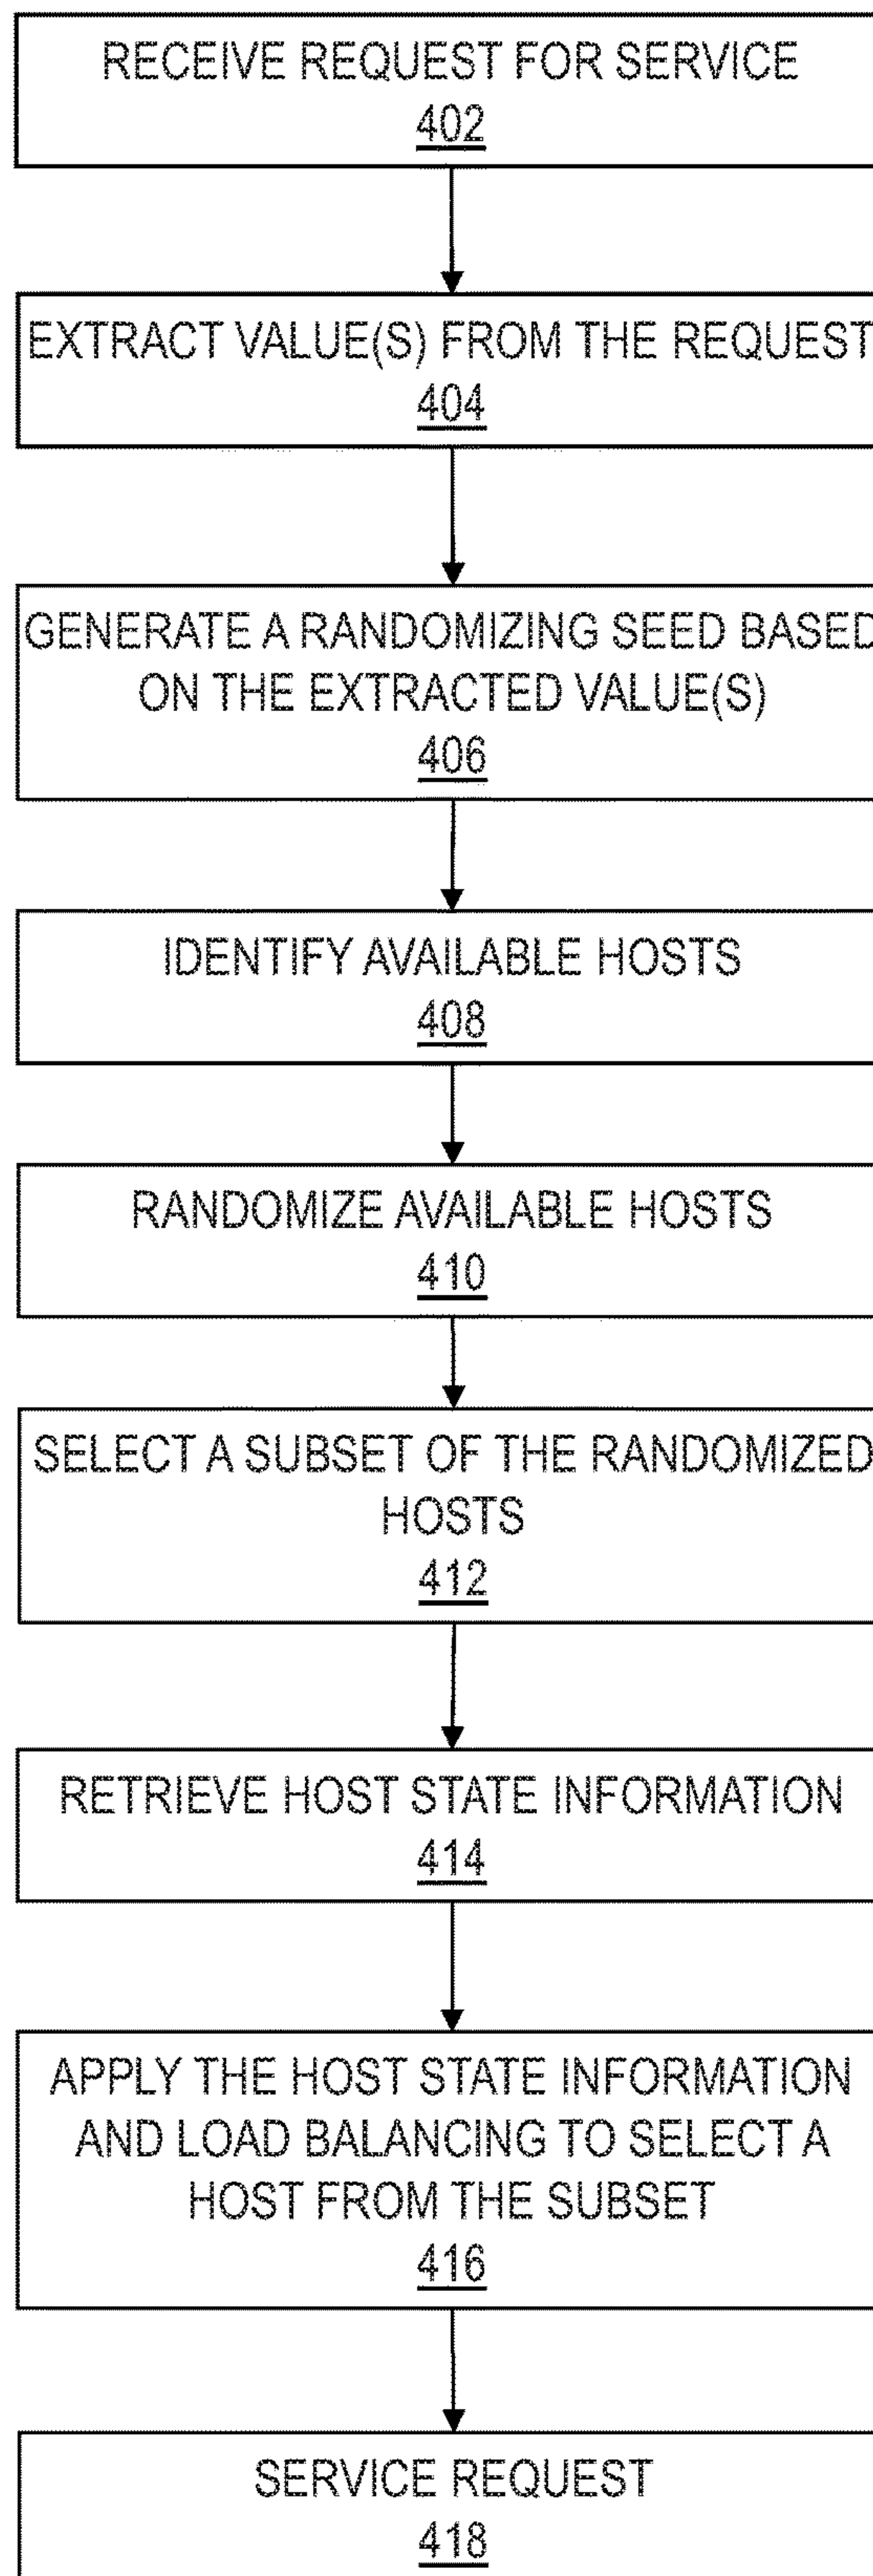 RECEIVE REQUEST FOR SERVICE
402
EXTRACT VALUE(S) FROM THE REQUEST
404
GENERATE A RANDOMIZING SEED BASED
ON THE EXTRACTED VALUE(S)
406
IDENTIFY AVAILABLE HOSTS
408
RANDOMIZE AVAILABLE HOSTS
410
SELECT A SUBSET OF THE RANDOMIZED
HOSTS
412
RETRIEVE HOST STATE INFORMATION
414
APPLY THE HOST STATE INFORMATION
AND LOAD BALANCING TO SELECT A
HOST FROM THE SUBSET
416
SERVICE REQUEST
418